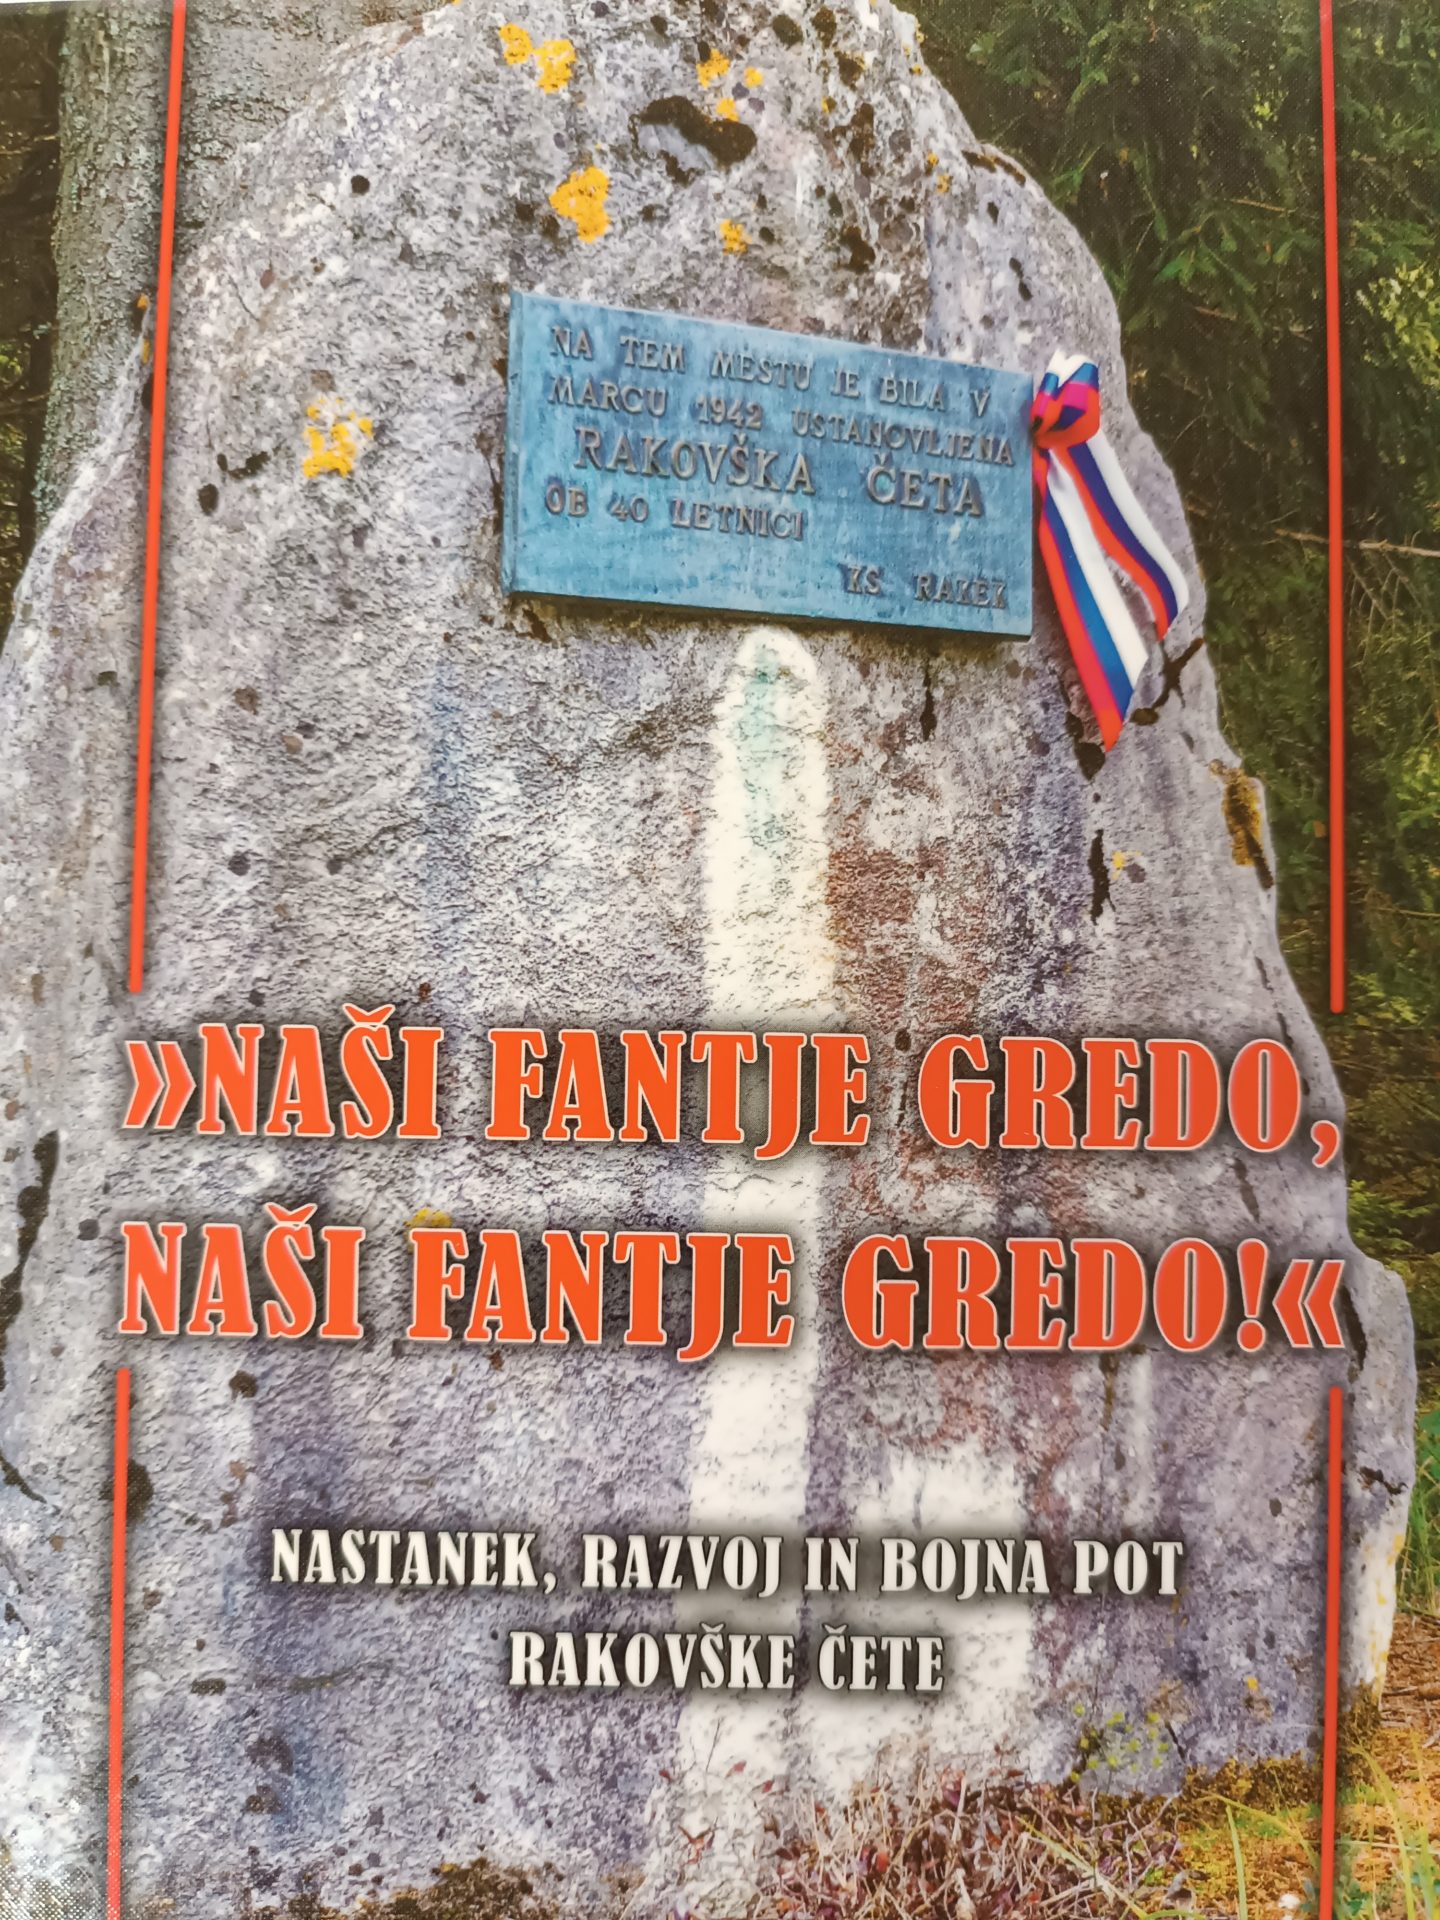 NA TEM MESTU JE BILA V
MARCU 1942 USTANOVLJENA
RAKOVŠKA ČETA
OB 40 LETNICI
KS RAKEK
»NAŠI FANTJE GREDO,
NAŠI FANTJE GREDO!«
NASTANEK, RAZVOJ IN BOJNA POT
RAKOVŠKE ČETE